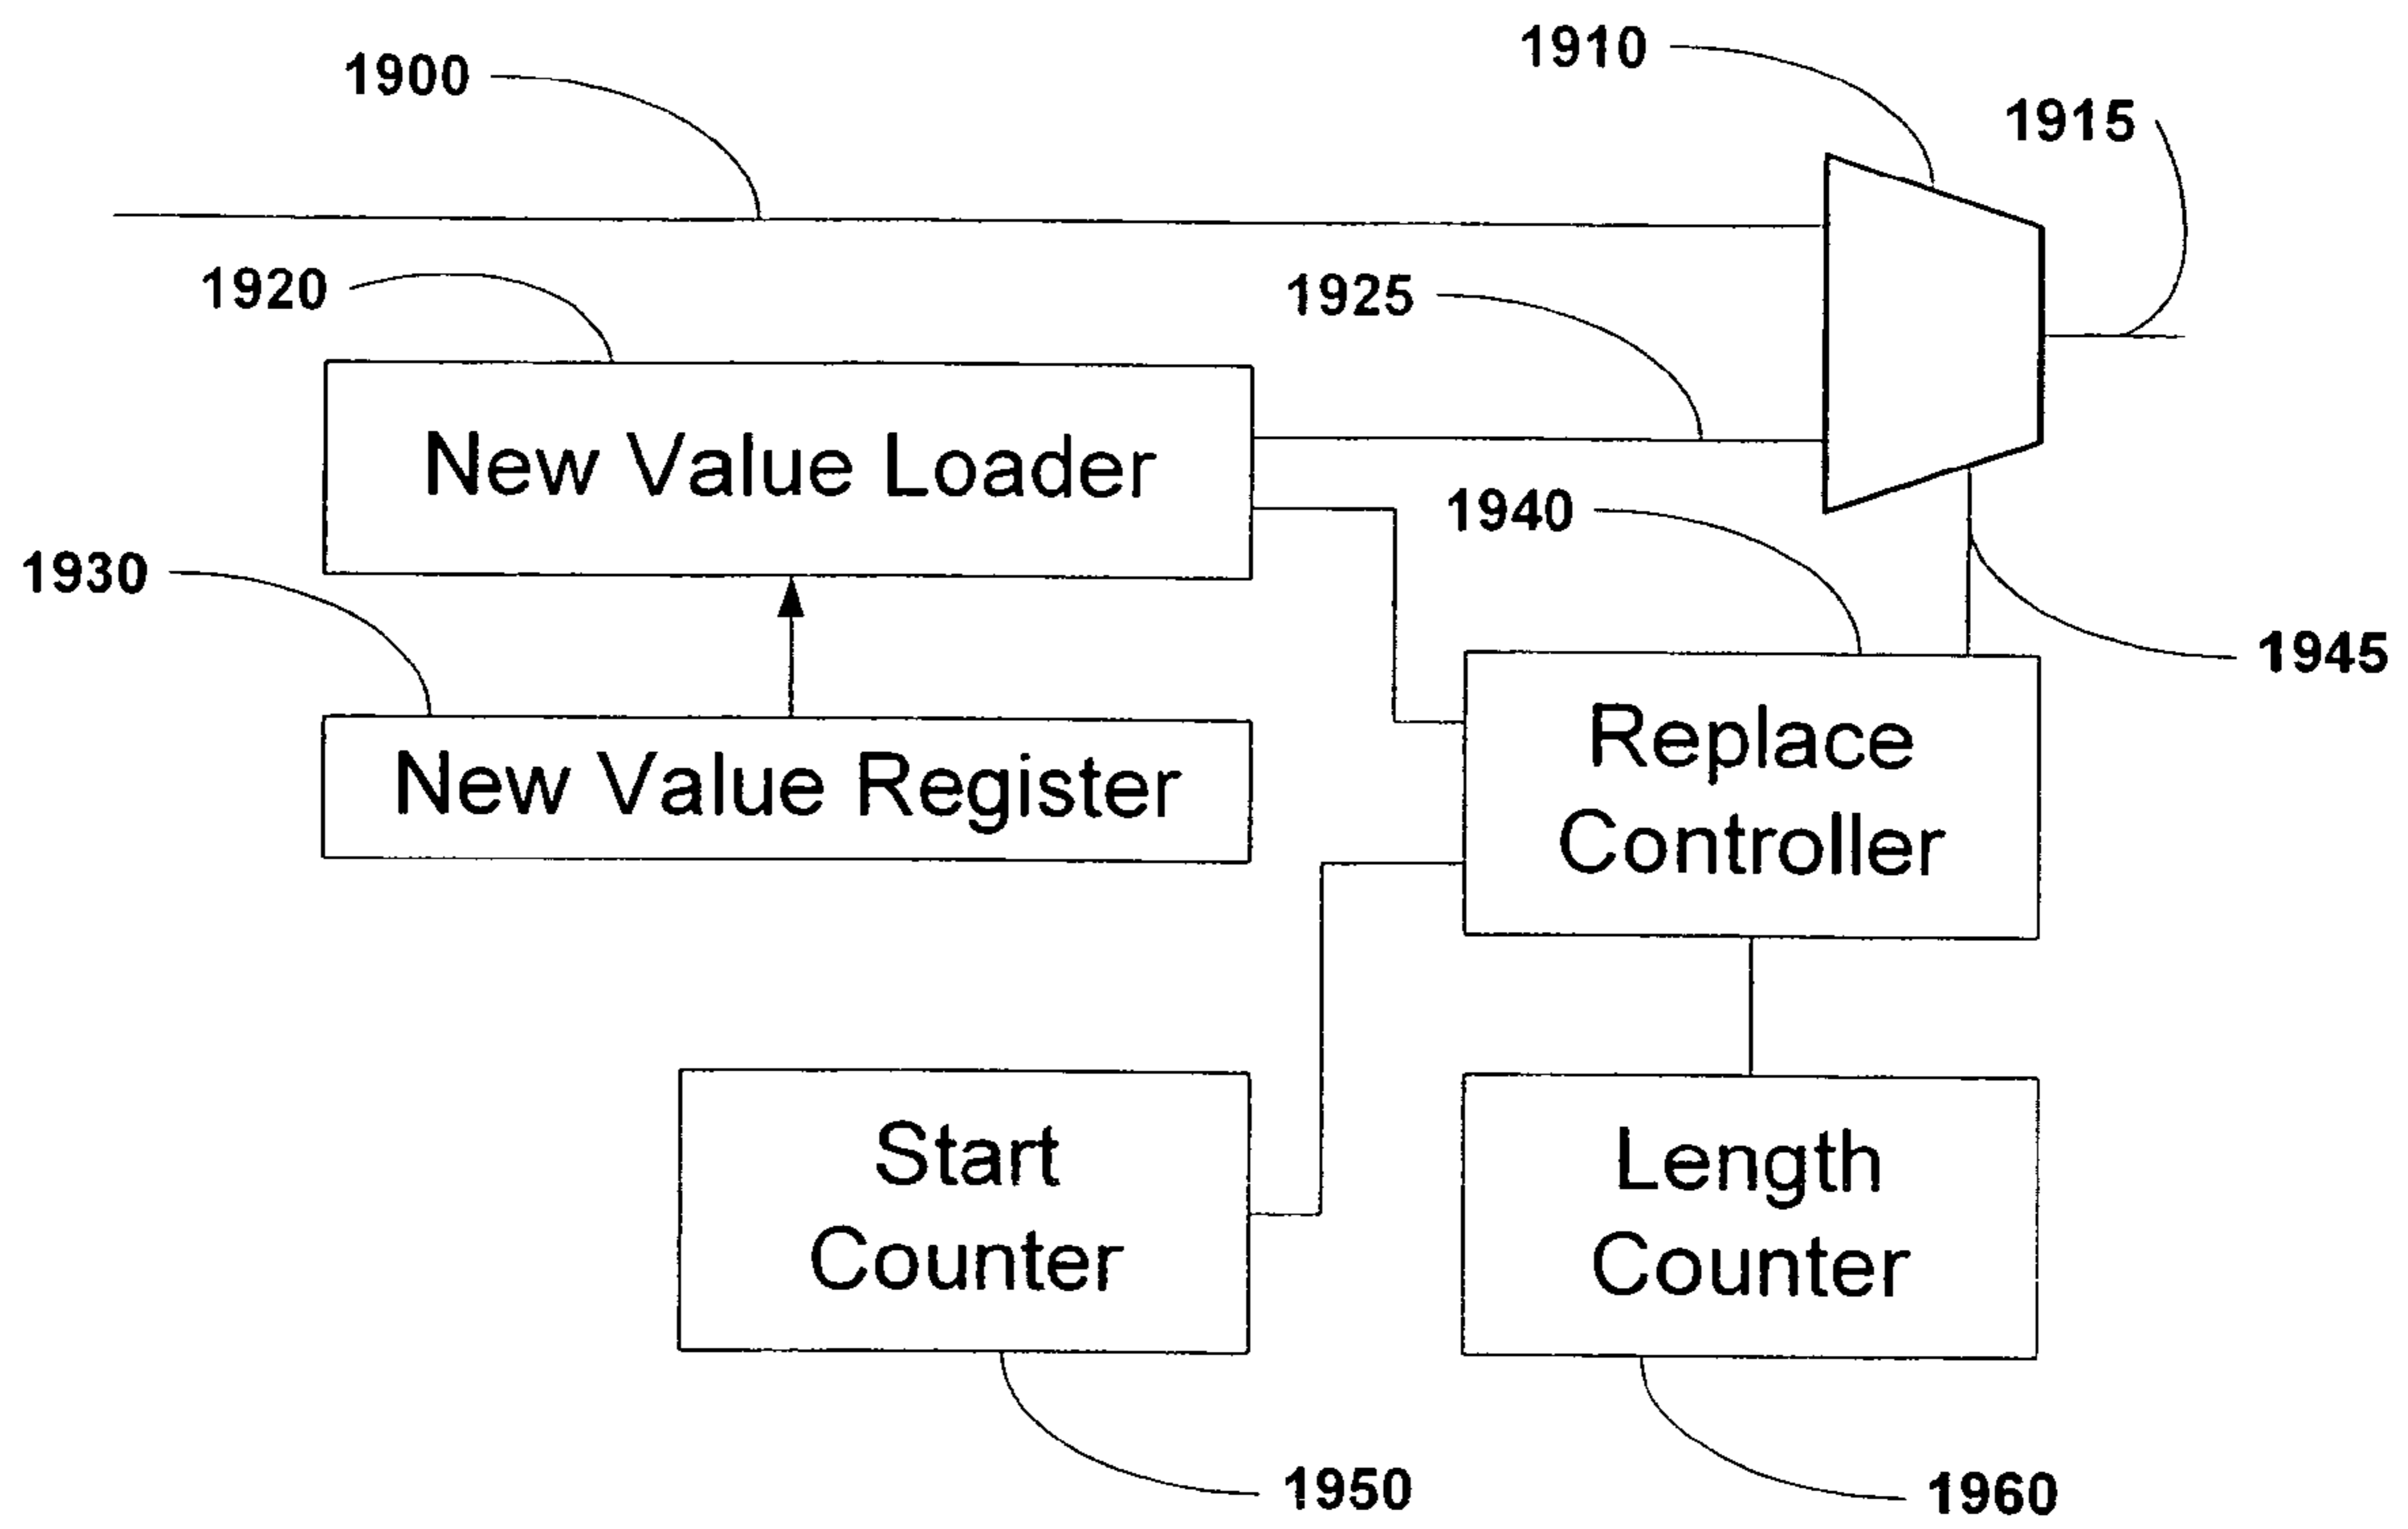 1910
1900
1915
1920
1925
New Value Loader
1940
1930
1945
New Value Register
Replace
Controller
Start
Counter
Length
Counter
1950
1960